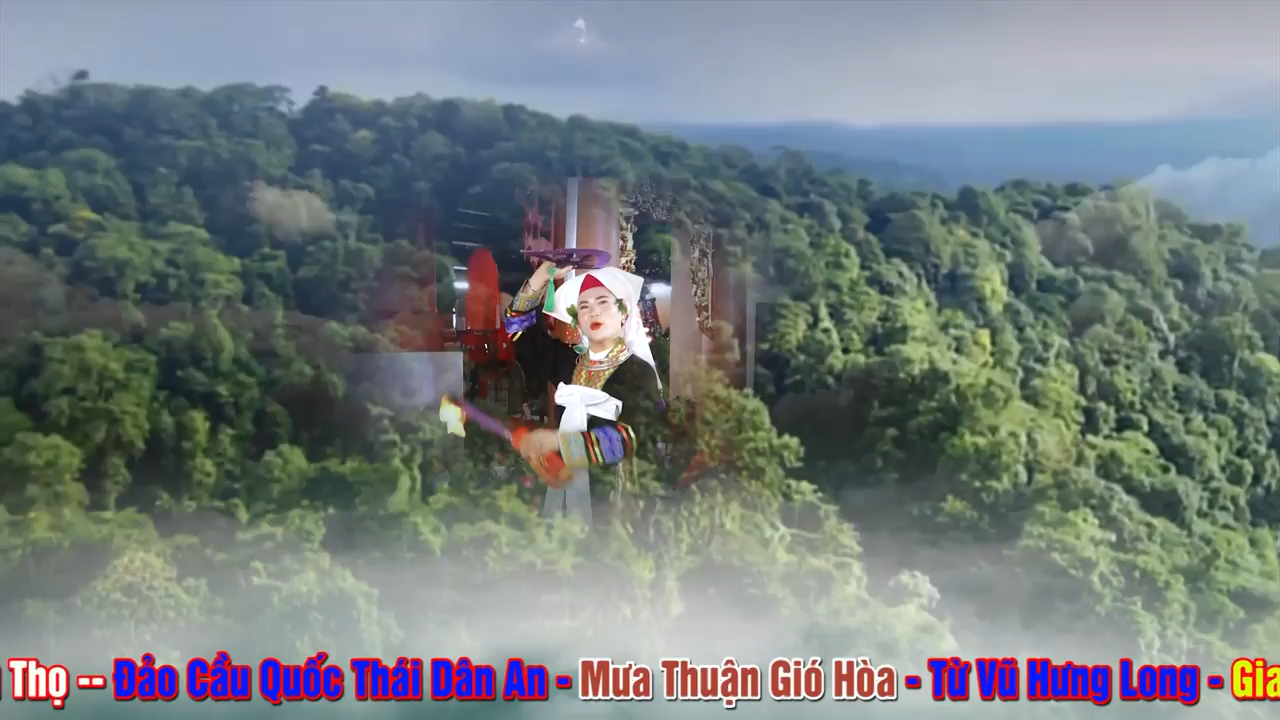 Thọ -- Đảo Cầu Quốc Thái Dân An - Mưa Thuận Gió Hòa - Từ Vũ Hưng Long - Gia